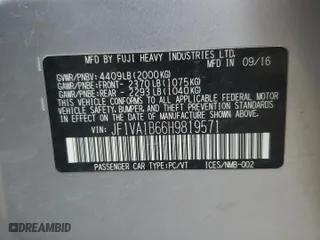 MFD BY FUJI HEAVY INDUSTRIES LTD.
GVWR/PNBV: 4409LB(2000KG) 09/16
GAWR/PNBE:FRONT- 2370LB(1075KG)
GAWR/PNBE:REAR - 2293LB(1040KG)
THIS VEHICLE CONFORMS TO ALL APPLICABLE
FEDERAL MOTOR VEHICLE SAFETY, BUMPER, AND
THEFT PREVENTION STANDARDS IN EFFECT ON THE
DATE OF MANUFACTURE SHOWN ABOVE.
VIN: JF1VA1B66H9819571
PASSENGER CAR/TYPE:PC/VT ICES/NMB-002
DREAMBID